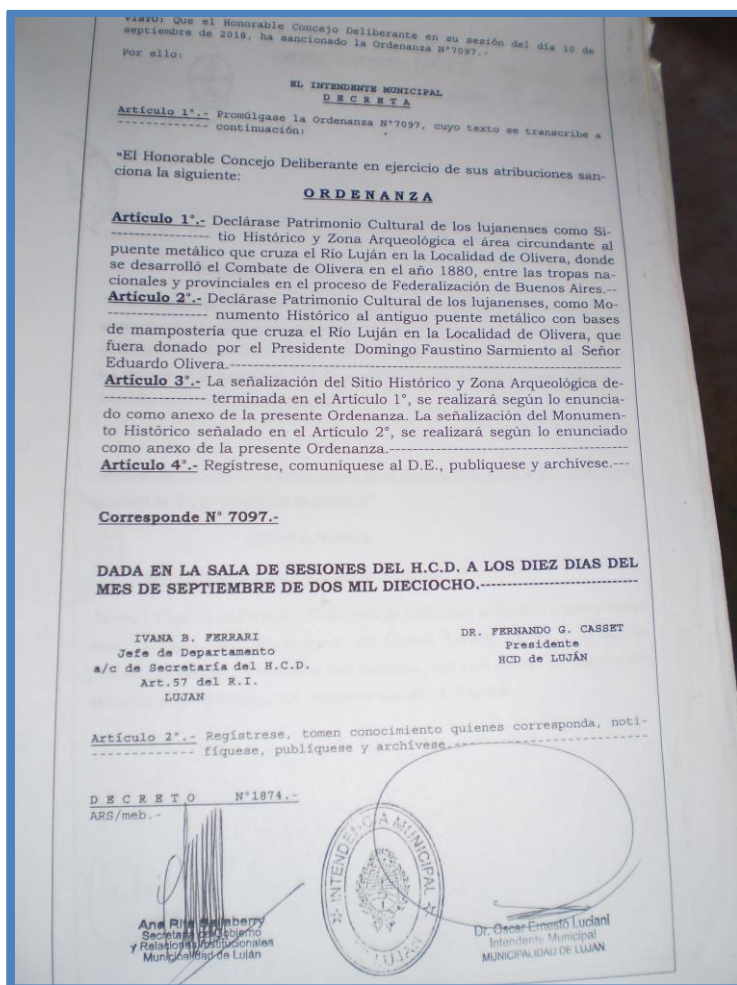 VISTO: Que el Honorable Concejo Deliberante en su sesión del día 10 de
septiembre de 2018, ha sancionado la Ordenanza N°7097.-
Por ello:
EL INTENDENTE MUNICIPAL
D E C R E T A
Artículo 1°.- Promúlgase la Ordenanza N°7097, cuyo texto se transcribe a
------------- continuación:
"El Honorable Concejo Deliberante en ejercicio de sus atribuciones san-
ciona la siguiente:
O R D E N A N Z A
Artículo 1°.- Declárase Patrimonio Cultural de los lujanenses como Si-
---------------- tio Histórico y Zona Arqueológica el área circundante al
puente metálico que cruza el Rio Luján en la Localidad de Olivera, donde
se desarrolló el Combate de Olivera en el año 1880, entre las tropas na-
cionales y provinciales en el proceso de Federalización de Buenos Aires.--
Artículo 2°.- Declárase Patrimonio Cultural de los lujanenses, como Mo-
---------------- numento Histórico al antiguo puente metálico con bases
de mampostería que cruza el Río Luján en la Localidad de Olivera, que
fuera donado por el Presidente Domingo Faustino Sarmiento al Señor
Eduardo Olivera.-------------------------------------------------------
Artículo 3°.- La señalización del Sitio Histórico y Zona Arqueológica de-
---------------- terminada en el Artículo 1°, se realizará según lo enuncia-
do como anexo de la presente Ordenanza. La señalización del Monumen-
to Histórico señalado en el Artículo 2°, se realizará según lo enunciado
como anexo de la presente Ordenanza.---------------------------------
Artículo 4°.- Regístrese, comuníquese al D.E., publíquese y archívese.---
Corresponde N° 7097.-
DADA EN LA SALA DE SESIONES DEL H.C.D. A LOS DIEZ DIAS DEL
MES DE SEPTIEMBRE DE DOS MIL DIECIOCHO.---------------------------
IVANA B. FERRARI
Jefe de Departamento
a/c de Secretaría del H.C.D.
Art.57 del R.I.
LUJAN
DR. FERNANDO G. CASSET
Presidente
HCD de LUJÁN
Artículo 2°.- Regístrese, tomen conocimiento quienes corresponda, noti-
------------- fíquese, publíquese y archívese.-------------------------
D E C R E T O N°1874.-
ARS/meb.-
Ana Rita Sallaberry
Secretaria de Gobierno
y Relaciones Institucionales
Municipalidad de Luján
INTENDENCIA MUNICIPAL
LUJAN
Dr. Oscar Ernesto Luciani
Intendente Municipal
MUNICIPALIDAD DE LUJAN